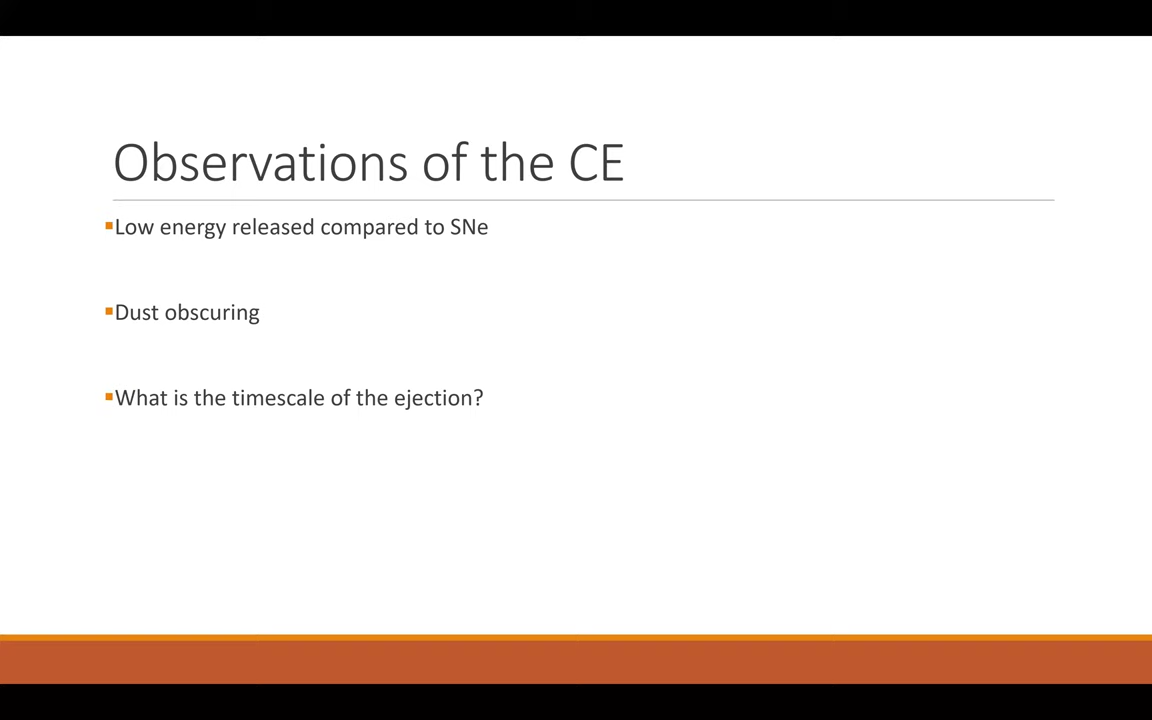 Observations of the CE
▪Low energy released compared to SNe
▪Dust obscuring
▪What is the timescale of the ejection?